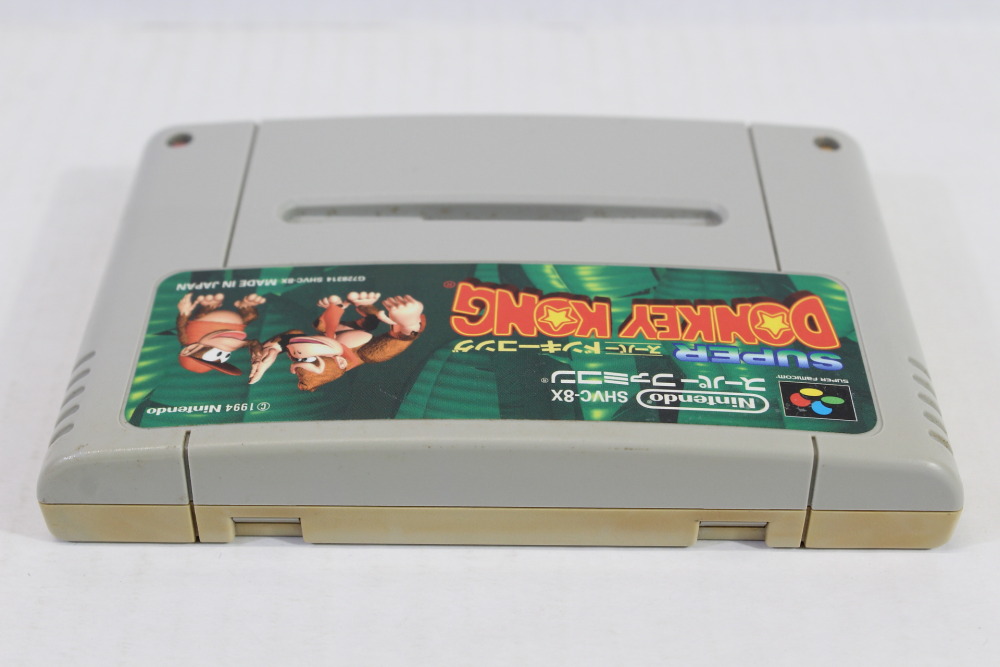 SUPER Famicom
Nintendo®
SHVC-8X
スーパーファミコン
SUPER スーパードンキーコング
DONKEY KONG®
© 1994 Nintendo
G728314 SHVC-8X MADE IN JAPAN